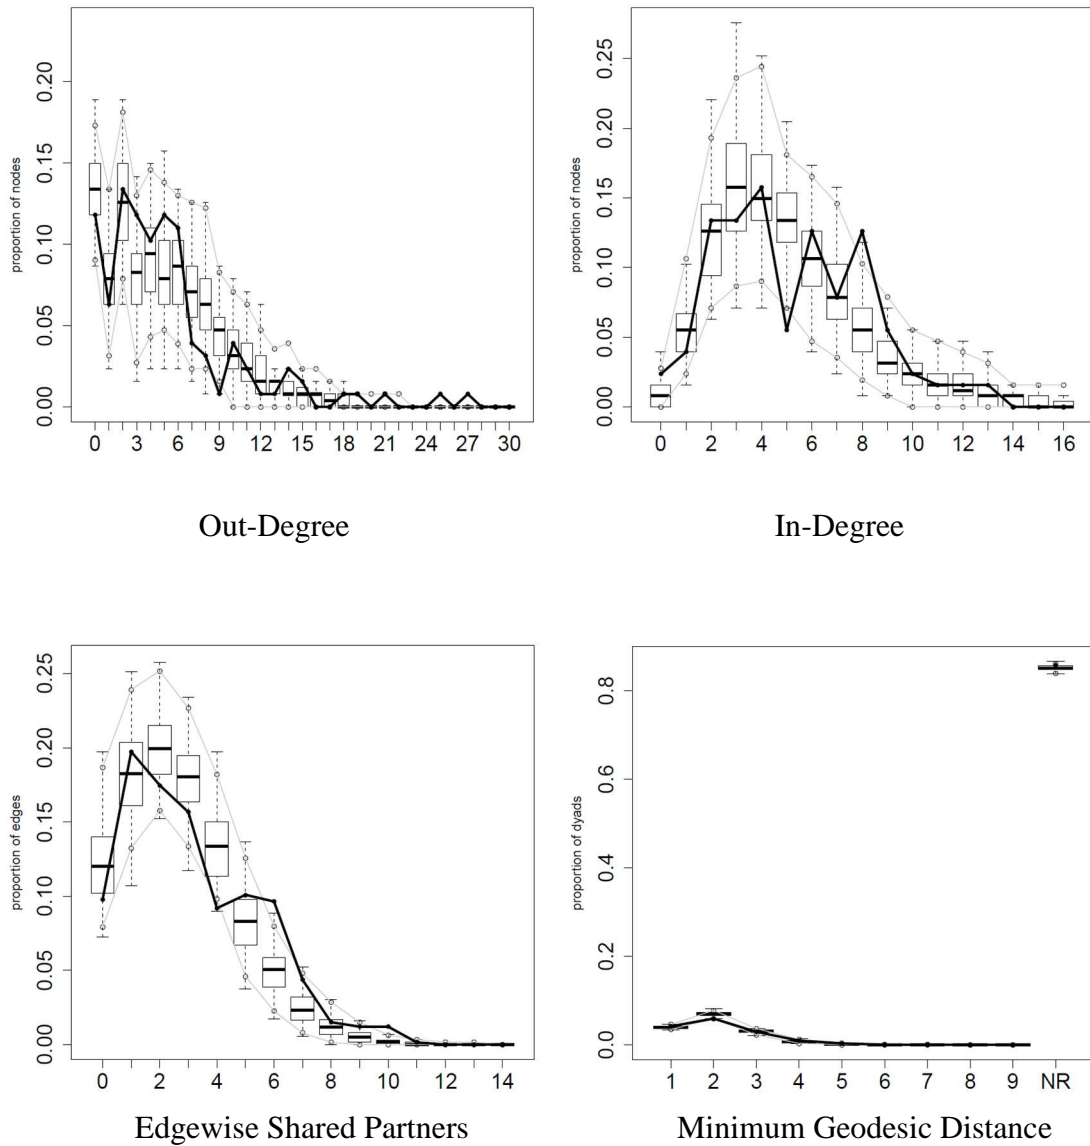 proportion of nodes
0.00 0.05 0.10 0.15 0.20
0 3 6 9 12 15 18 21 24 27 30
Out-Degree
proportion of nodes
0.00 0.05 0.10 0.15 0.20 0.25
0 2 4 6 8 10 12 14 16
In-Degree
proportion of edges
0.00 0.05 0.10 0.15 0.20 0.25
0 2 4 6 8 10 12 14
Edgewise Shared Partners
proportion of dyads
0.0 0.2 0.4 0.6 0.8
1 2 3 4 5 6 7 8 9 NR
Minimum Geodesic Distance